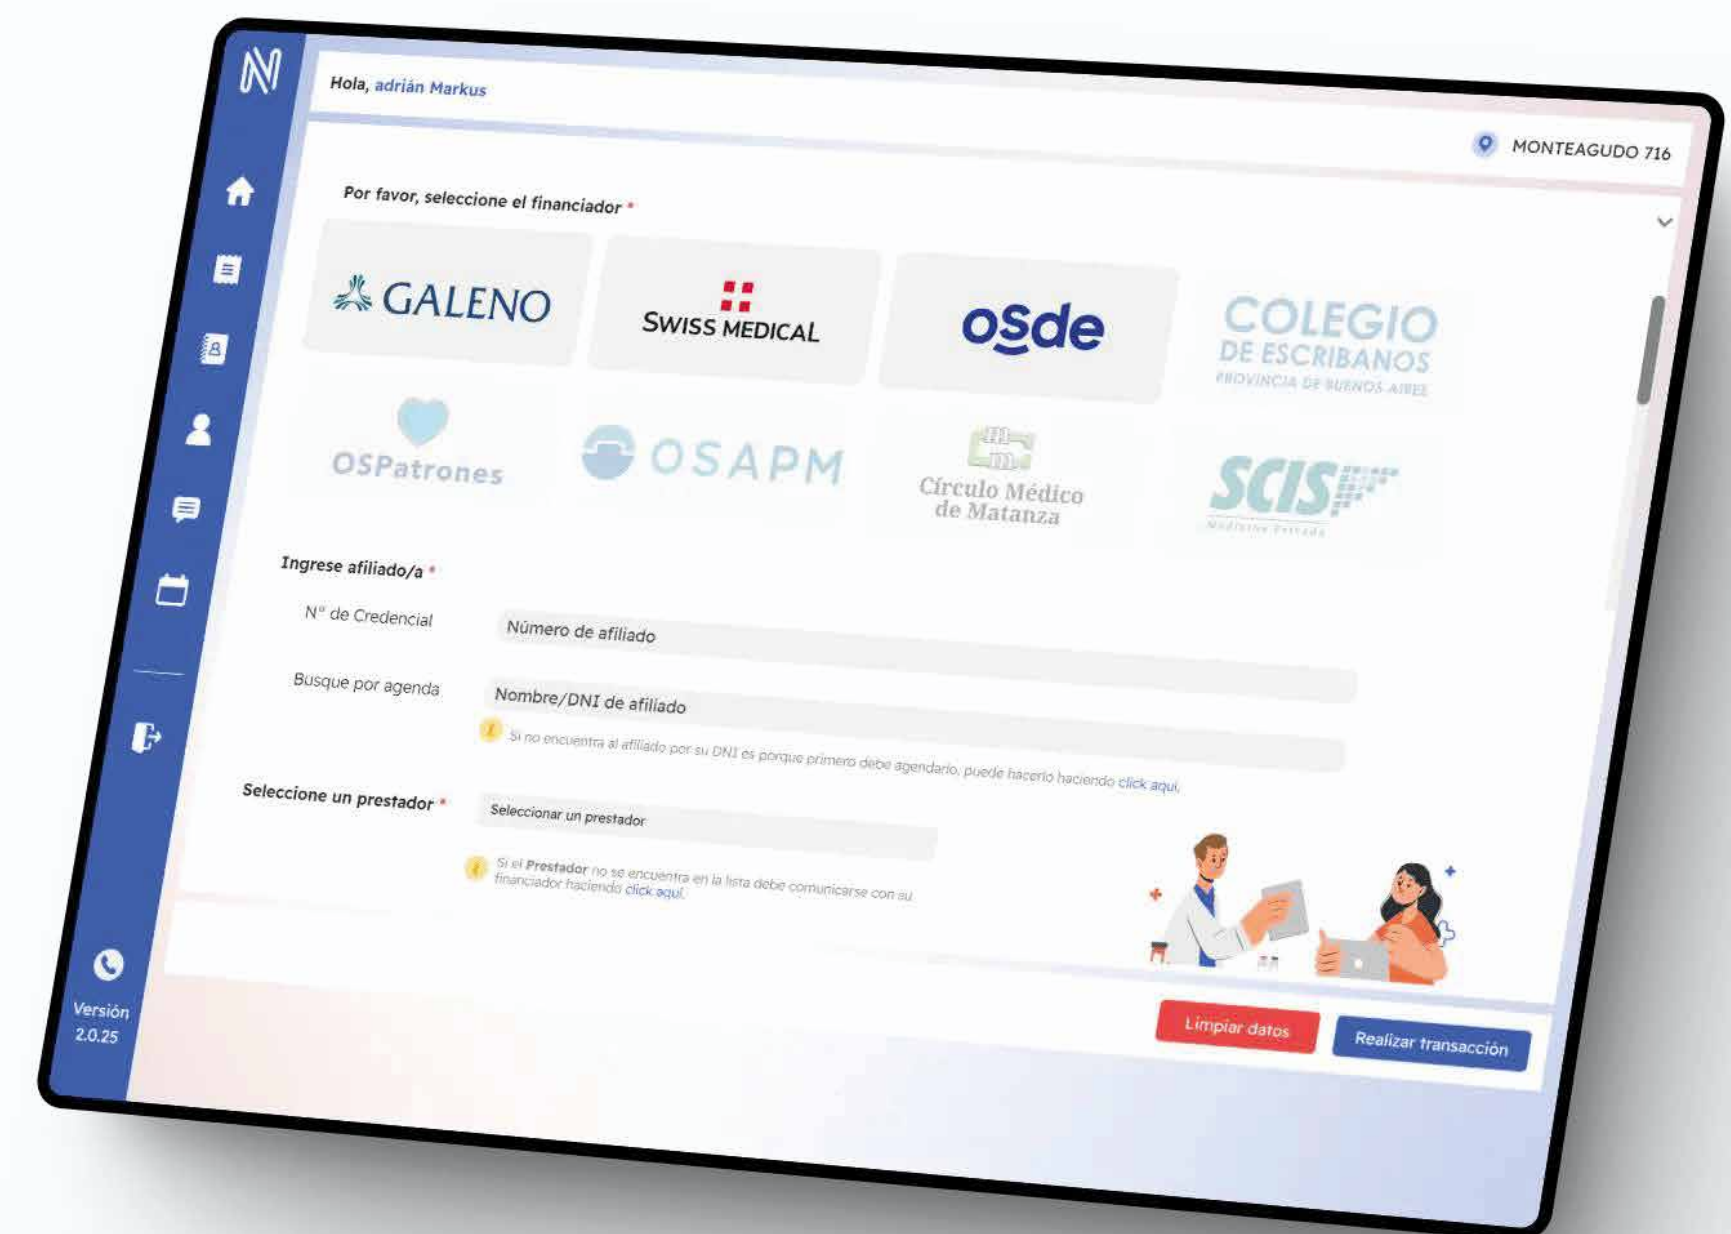 N
Hola, adrián Markus
MONTEAGUDO 716
Por favor, seleccione el financiador *
GALENO
SWISS MEDICAL
osde
COLEGIO
DE ESCRIBANOS
PROVINCIA DE BUENOS AIRES
OSPatrones
OSAPM
Círculo Médico
de Matanza
SCIS
Medicina Privada
Ingrese afiliado/a *
N° de Credencial
Número de afiliado
Busque por agenda
Nombre/DNI de afiliado
Si no encuentra al afiliado por su DNI es porque primero debe agendarlo, puede hacerlo haciendo click aquí.
Seleccione un prestador *
Seleccionar un prestador
Si el Prestador no se encuentra en la lista debe comunicarse con su
financiador haciendo click aquí.
Limpiar datos
Realizar transacción
Versión
2.0.25